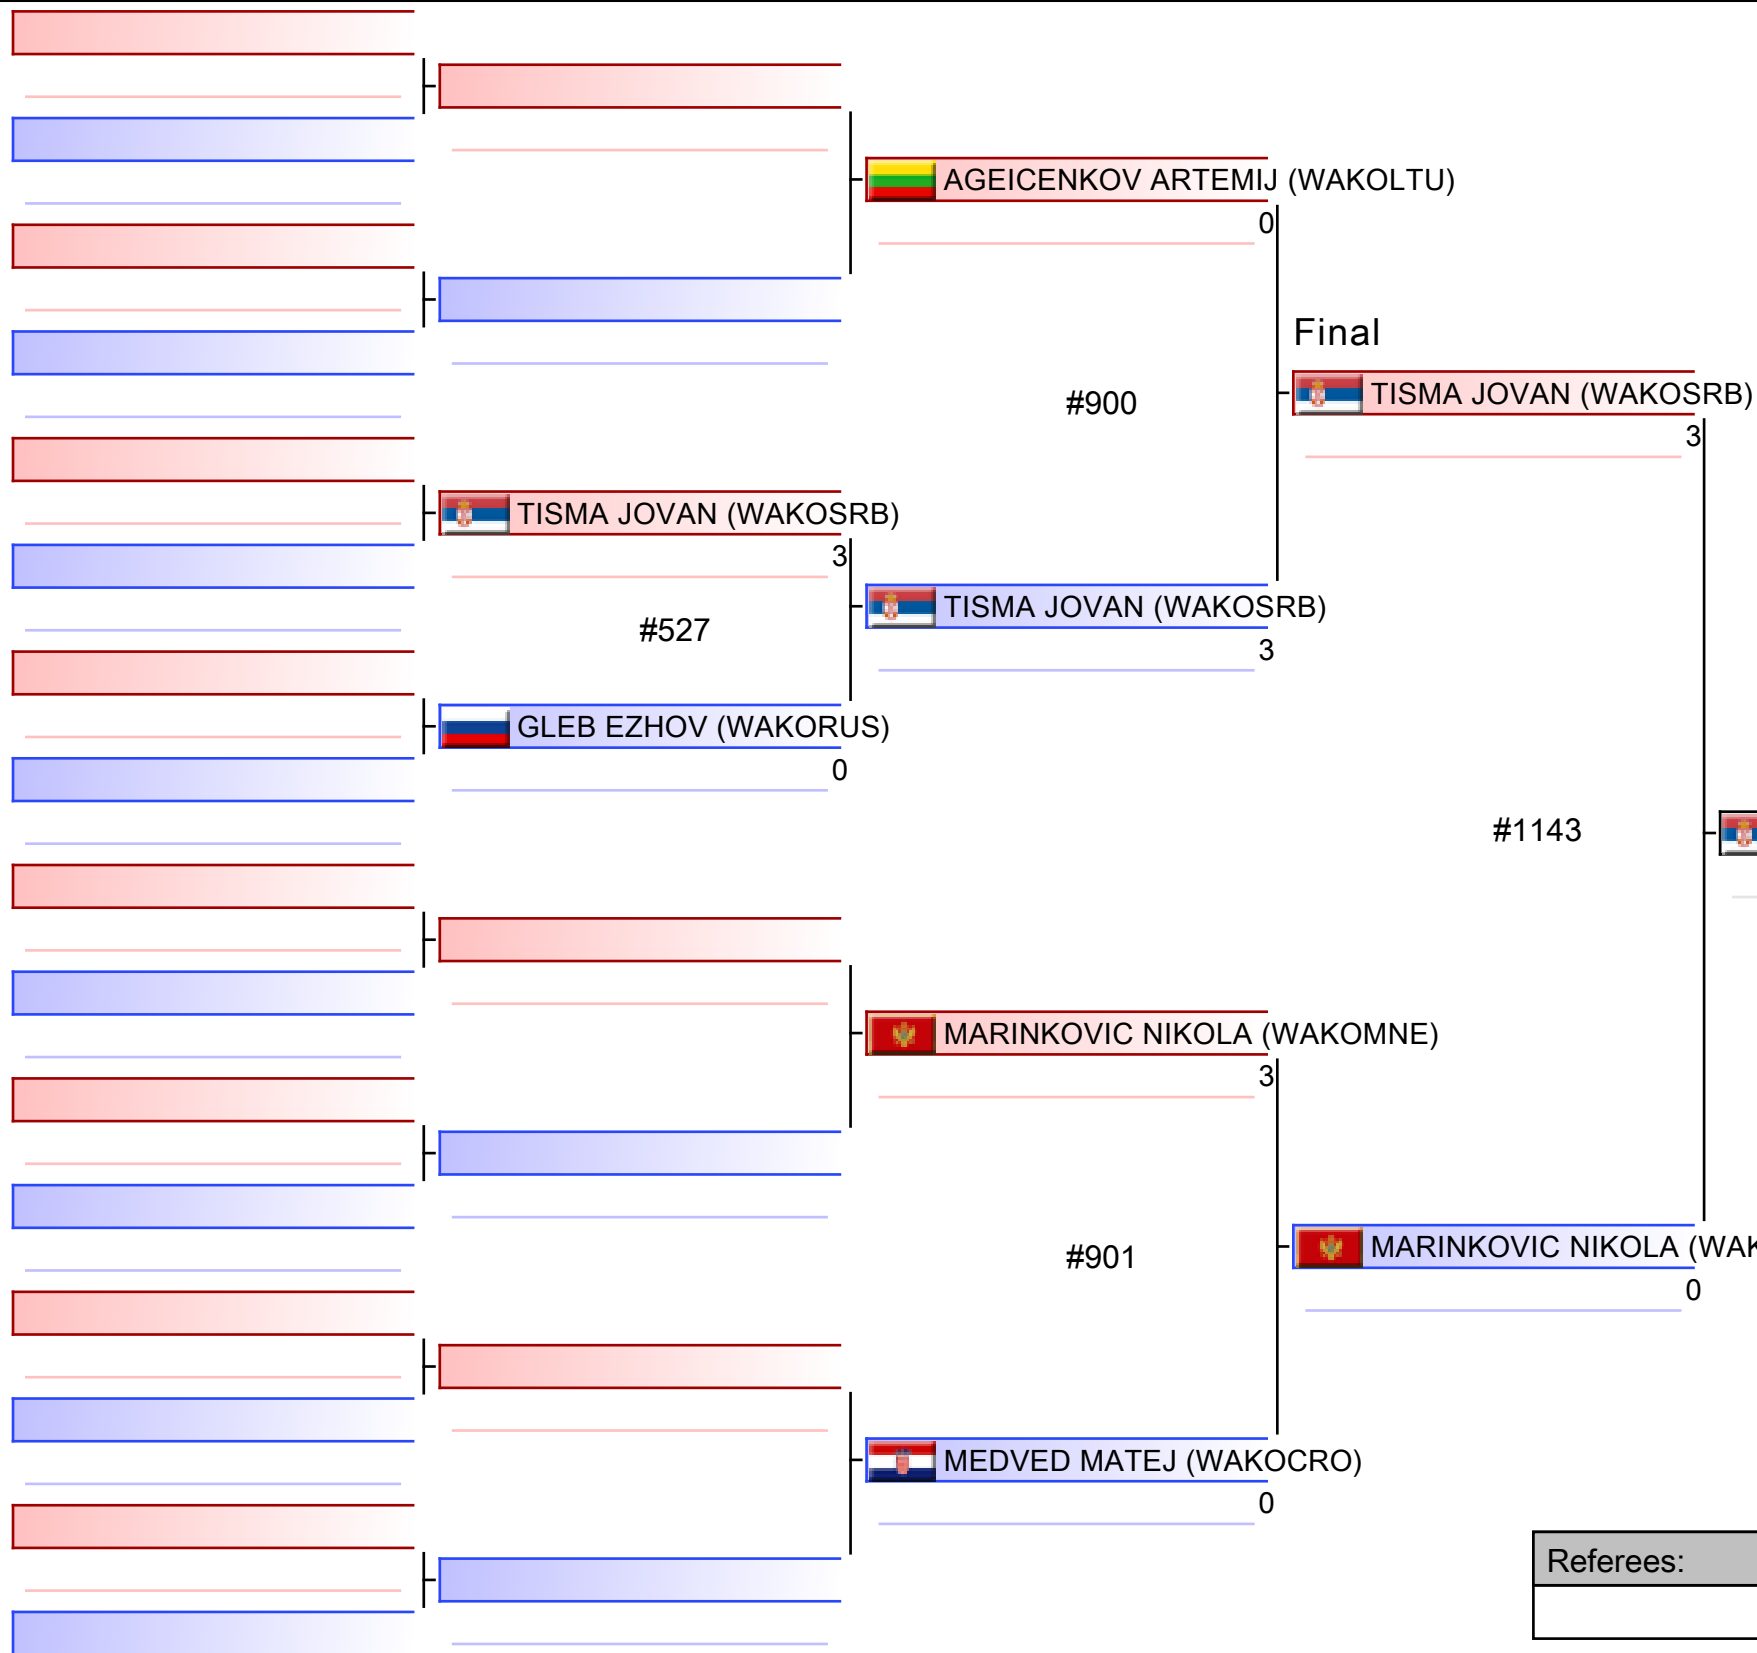 AGEICENKOV ARTEMIJ (WAKOLTU)
0
Final
#900
TISMA JOVAN (WAKOSRB)
3
TISMA JOVAN (WAKOSRB)
3
#527
TISMA JOVAN (WAKOSRB)
3
GLEB EZHOV (WAKORUS)
0
#1143
MARINKOVIC NIKOLA (WAKOMNE)
3
#901
MARINKOVIC NIKOLA (WAK
0
MEDVED MATEJ (WAKOCRO)
0
Referees: